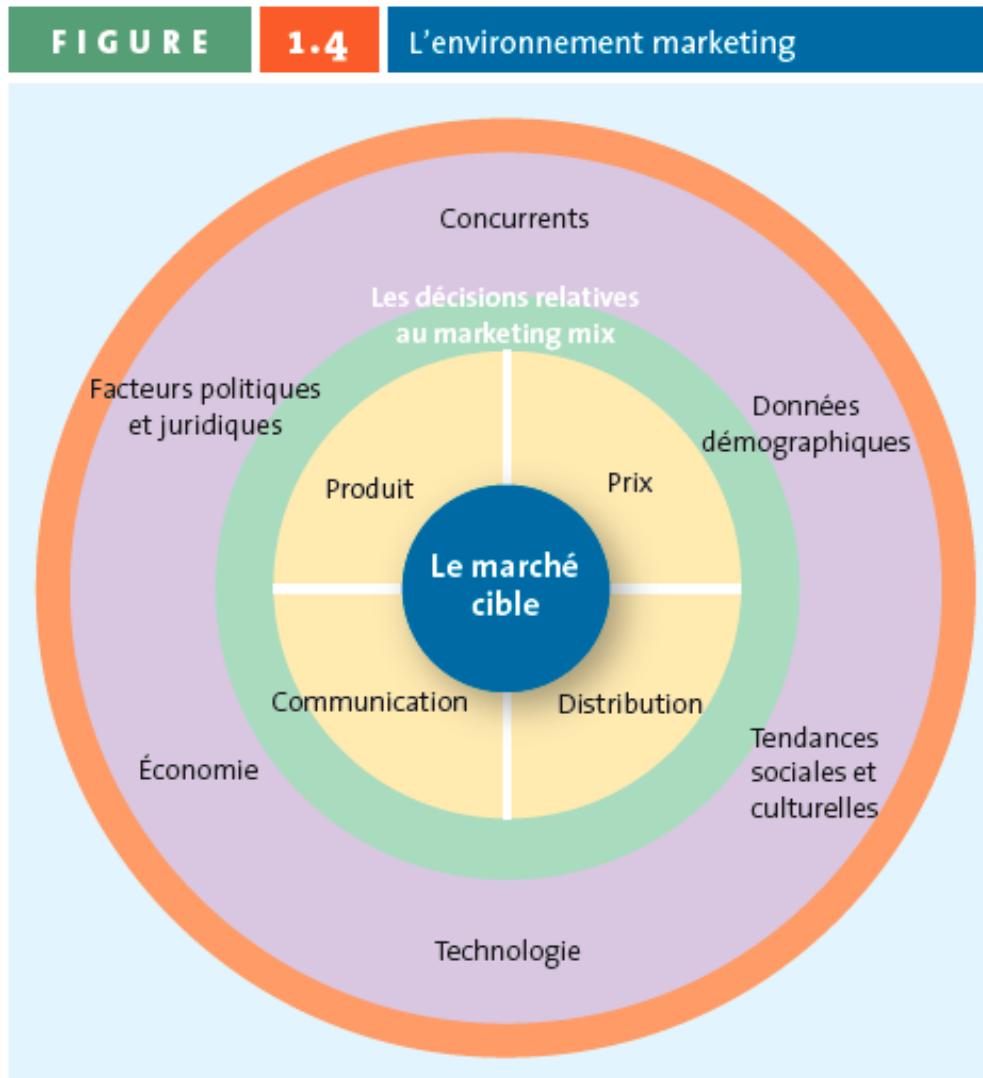 FIGURE 1.4 L'environnement marketing
Concurrents
Les décisions relatives
au marketing mix
Facteurs politiques
et juridiques
Données
démographiques
Produit
Prix
Le marché
cible
Communication
Distribution
Économie
Tendances
sociales et
culturelles
Technologie